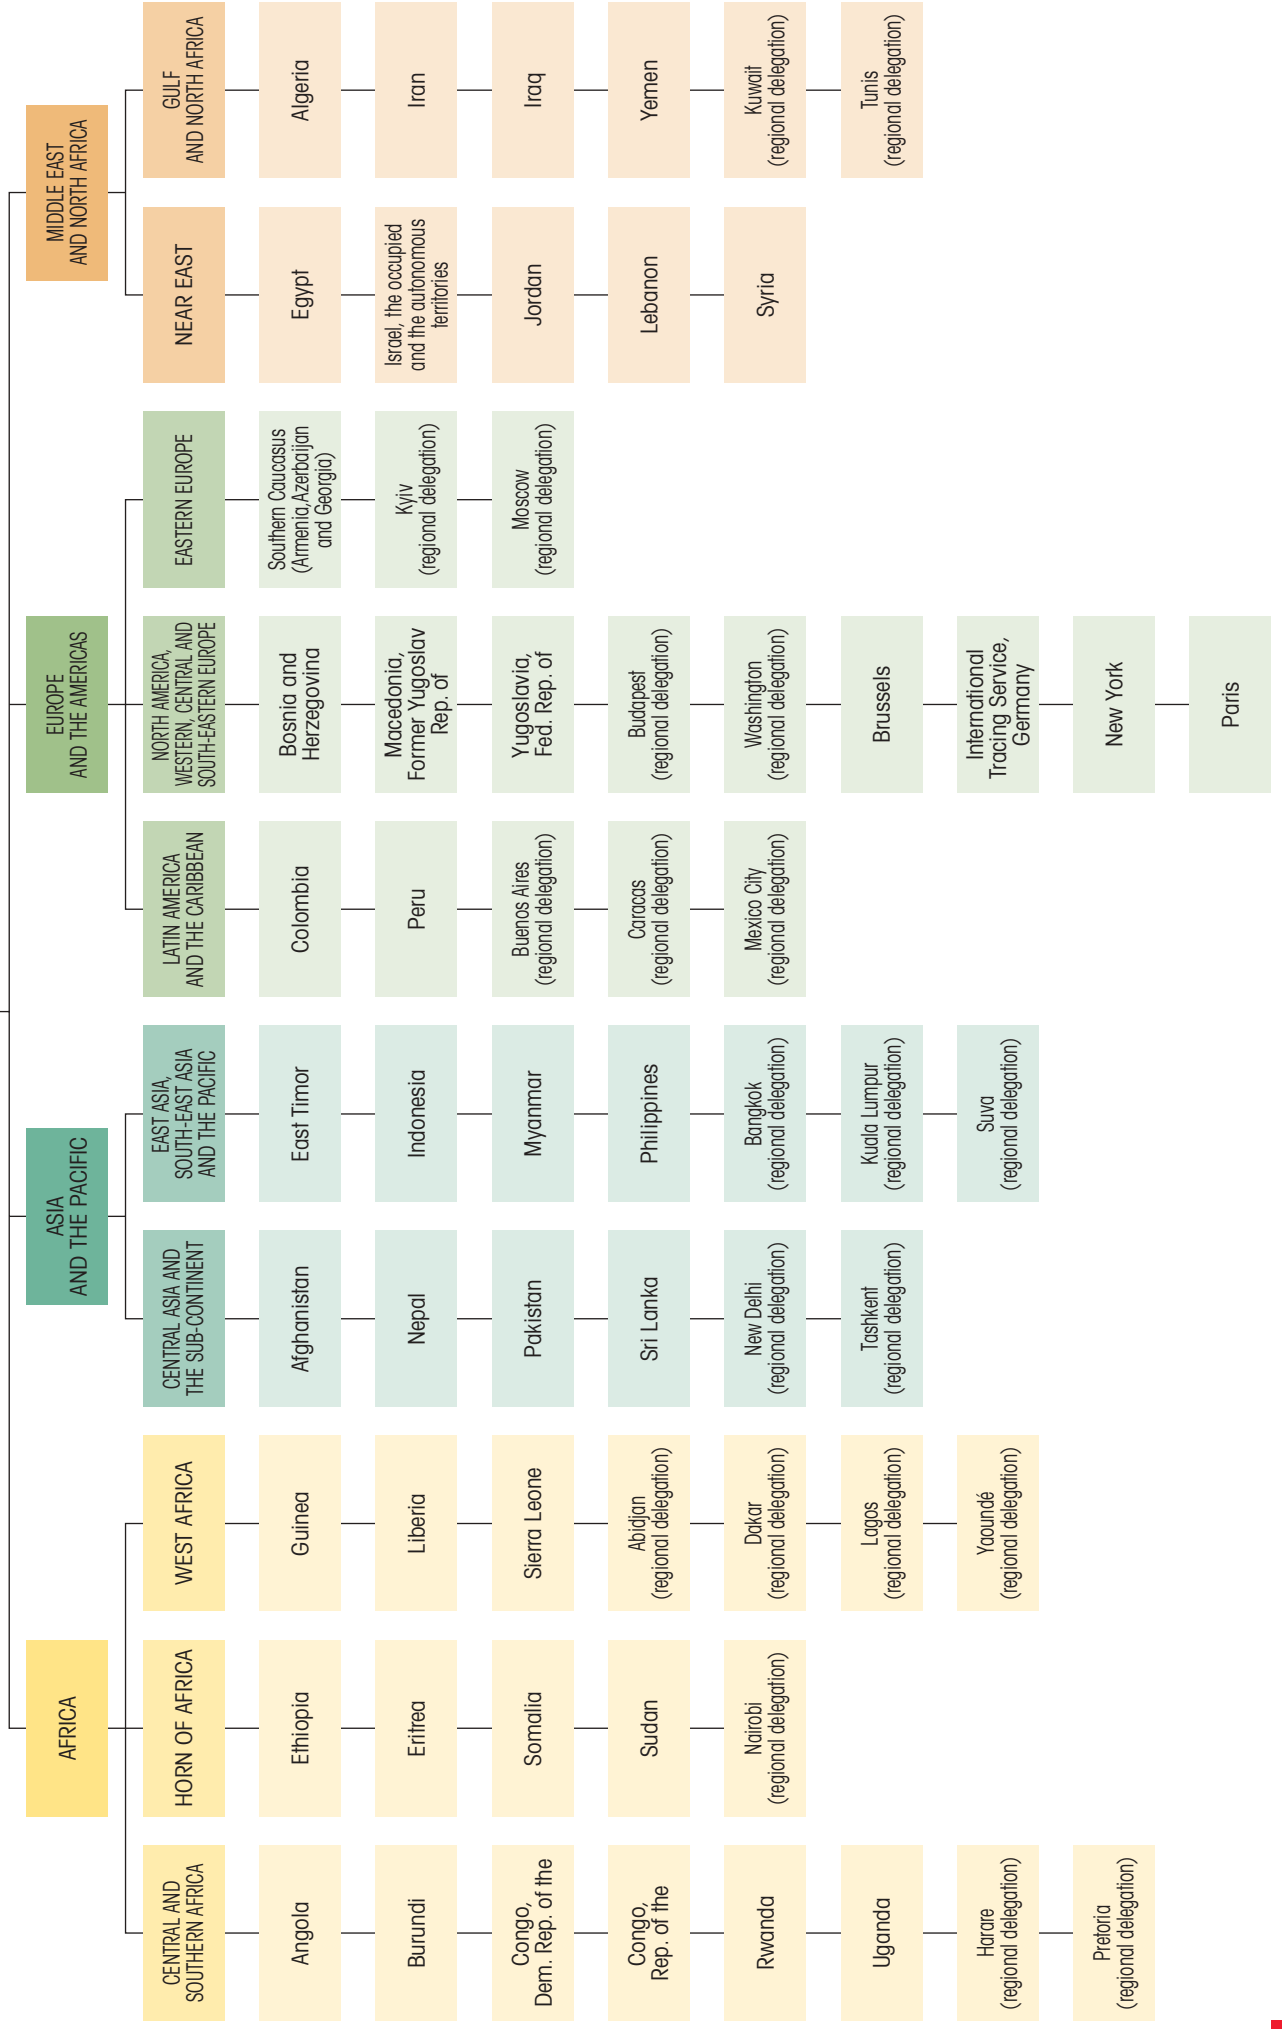 AFRICA
CENTRAL AND
SOUTHERN AFRICA
Angola
Burundi
Congo,
Dem. Rep. of the
Congo,
Rep. of the
Rwanda
Uganda
Harare
(regional delegation)
Pretoria
(regional delegation)
HORN OF AFRICA
Ethiopia
Eritrea
Somalia
Sudan
Nairobi
(regional delegation)
WEST AFRICA
Guinea
Liberia
Sierra Leone
Abidjan
(regional delegation)
Dakar
(regional delegation)
Lagos
(regional delegation)
Yaoundé
(regional delegation)
ASIA
AND THE PACIFIC
CENTRAL ASIA AND
THE SUB-CONTINENT
Afghanistan
Nepal
Pakistan
Sri Lanka
New Delhi
(regional delegation)
Tashkent
(regional delegation)
EAST ASIA,
SOUTH-EAST ASIA
AND THE PACIFIC
East Timor
Indonesia
Myanmar
Philippines
Bangkok
(regional delegation)
Kuala Lumpur
(regional delegation)
Suva
(regional delegation)
EUROPE
AND THE AMERICAS
LATIN AMERICA
AND THE CARIBBEAN
Colombia
Peru
Buenos Aires
(regional delegation)
Caracas
(regional delegation)
Mexico City
(regional delegation)
NORTH AMERICA,
WESTERN, CENTRAL AND
SOUTH-EASTERN EUROPE
Bosnia and
Herzegovina
Macedonia,
Former Yugoslav
Rep. of
Yugoslavia,
Fed. Rep. of
Budapest
(regional delegation)
Washington
(regional delegation)
Brussels
International
Tracing Service,
Germany
New York
Paris
EASTERN EUROPE
Southern Caucasus
(Armenia,Azerbaijan
and Georgia)
Kyiv
(regional delegation)
Moscow
(regional delegation)
MIDDLE EAST
AND NORTH AFRICA
NEAR EAST
Egypt
Israel, the occupied
and the autonomous
territories
Jordan
Lebanon
Syria
GULF
AND NORTH AFRICA
Algeria
Iran
Iraq
Yemen
Kuwait
(regional delegation)
Tunis
(regional delegation)